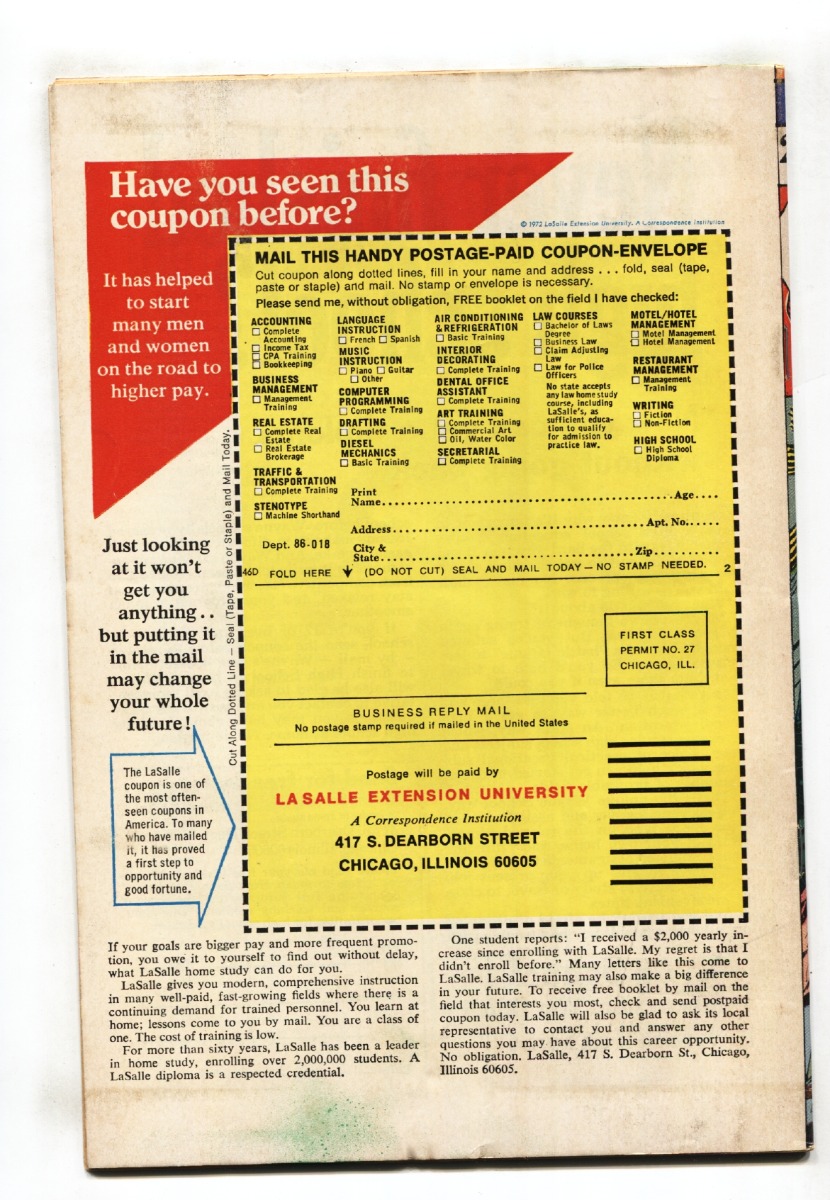 Have you seen this
coupon before?
© 1972 LaSalle Extension University, A Correspondence Institution
It has helped
to start
many men
and women
on the road to
higher pay.
MAIL THIS HANDY POSTAGE-PAID COUPON-ENVELOPE
Cut coupon along dotted lines, fill in your name and address . . . fold, seal (tape,
paste or staple) and mail. No stamp or envelope is necessary.
Please send me, without obligation, FREE booklet on the field I have checked:
ACCOUNTING
☐ Complete
Accounting
☐ Income Tax
☐ CPA Training
☐ Bookkeeping
BUSINESS
MANAGEMENT
☐ Management
Training
REAL ESTATE
☐ Complete Real
Estate
☐ Real Estate
Brokerage
TRAFFIC &
TRANSPORTATION
☐ Complete Training
STENOTYPE
☐ Machine Shorthand
LANGUAGE
INSTRUCTION
☐ French ☐ Spanish
MUSIC
INSTRUCTION
☐ Piano ☐ Guitar
☐ Other
COMPUTER
PROGRAMMING
☐ Complete Training
DRAFTING
☐ Complete Training
DIESEL
MECHANICS
☐ Basic Training
AIR CONDITIONING
& REFRIGERATION
☐ Basic Training
INTERIOR
DECORATING
☐ Complete Training
DENTAL OFFICE
ASSISTANT
☐ Complete Training
ART TRAINING
☐ Complete Training
☐ Commercial Art
☐ Oil, Water Color
SECRETARIAL
☐ Complete Training
LAW COURSES
☐ Bachelor of Laws
Degree
☐ Business Law
☐ Claim Adjusting
Law
☐ Law for Police
Officers
No state accepts
any law home study
course, including
LaSalle's, as
sufficient educa-
tion to qualify
for admission to
practice law.
MOTEL/HOTEL
MANAGEMENT
☐ Motel Management
☐ Hotel Management
RESTAURANT
MANAGEMENT
☐ Management
Training
WRITING
☐ Fiction
☐ Non-Fiction
HIGH SCHOOL
☐ High School
Diploma
Print
Name.......... Age....
Address.......... Apt. No......
Dept. 86-018
City &
State.......... Zip..........
46D FOLD HERE ↓ (DO NOT CUT) SEAL AND MAIL TODAY — NO STAMP NEEDED. 2
Cut Along Dotted Line — Seal (Tape, Paste or Staple) and Mail Today.
Just looking
at it won't
get you
anything . .
but putting it
in the mail
may change
your whole
future!
The LaSalle
coupon is one of
the most often-
seen coupons in
America. To many
who have mailed
it, it has proved
a first step to
opportunity and
good fortune.
FIRST CLASS
PERMIT NO. 27
CHICAGO, ILL.
BUSINESS REPLY MAIL
No postage stamp required if mailed in the United States
Postage will be paid by
LA SALLE EXTENSION UNIVERSITY
A Correspondence Institution
417 S. DEARBORN STREET
CHICAGO, ILLINOIS 60605
If your goals are bigger pay and more frequent promo-
tion, you owe it to yourself to find out without delay,
what LaSalle home study can do for you.
LaSalle gives you modern, comprehensive instruction
in many well-paid, fast-growing fields where there is a
continuing demand for trained personnel. You learn at
home; lessons come to you by mail. You are a class of
one. The cost of training is low.
For more than sixty years, LaSalle has been a leader
in home study, enrolling over 2,000,000 students. A
LaSalle diploma is a respected credential.
One student reports: "I received a $2,000 yearly in-
crease since enrolling with LaSalle. My regret is that I
didn't enroll before." Many letters like this come to
LaSalle. LaSalle training may also make a big difference
in your future. To receive free booklet by mail on the
field that interests you most, check and send postpaid
coupon today. LaSalle will also be glad to ask its local
representative to contact you and answer any other
questions you may have about this career opportunity.
No obligation. LaSalle, 417 S. Dearborn St., Chicago,
Illinois 60605.